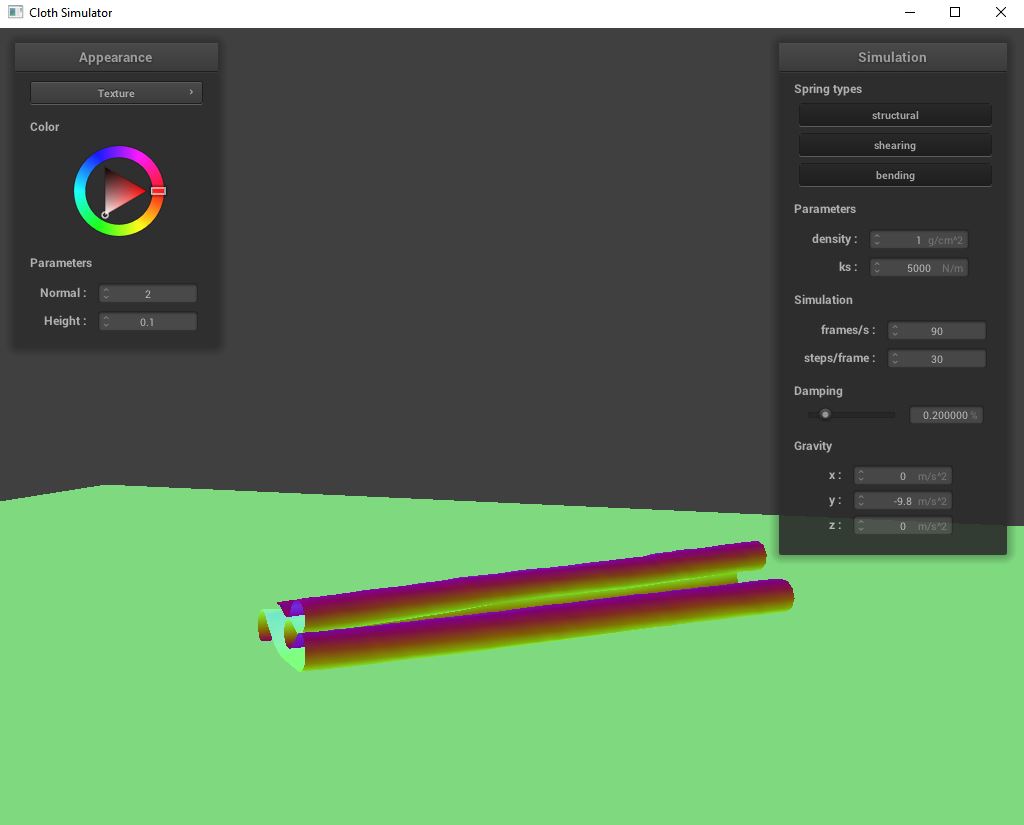 Cloth Simulator
Appearance
Texture
Color
Parameters
Normal : 2
Height : 0.1
Simulation
Spring types
structural
shearing
bending
Parameters
density : 1 g/cm^2
ks : 5000 N/m
Simulation
frames/s : 90
steps/frame : 30
Damping
0.200000 %
Gravity
x : 0 m/s^2
y : -9.8 m/s^2
z : 0 m/s^2